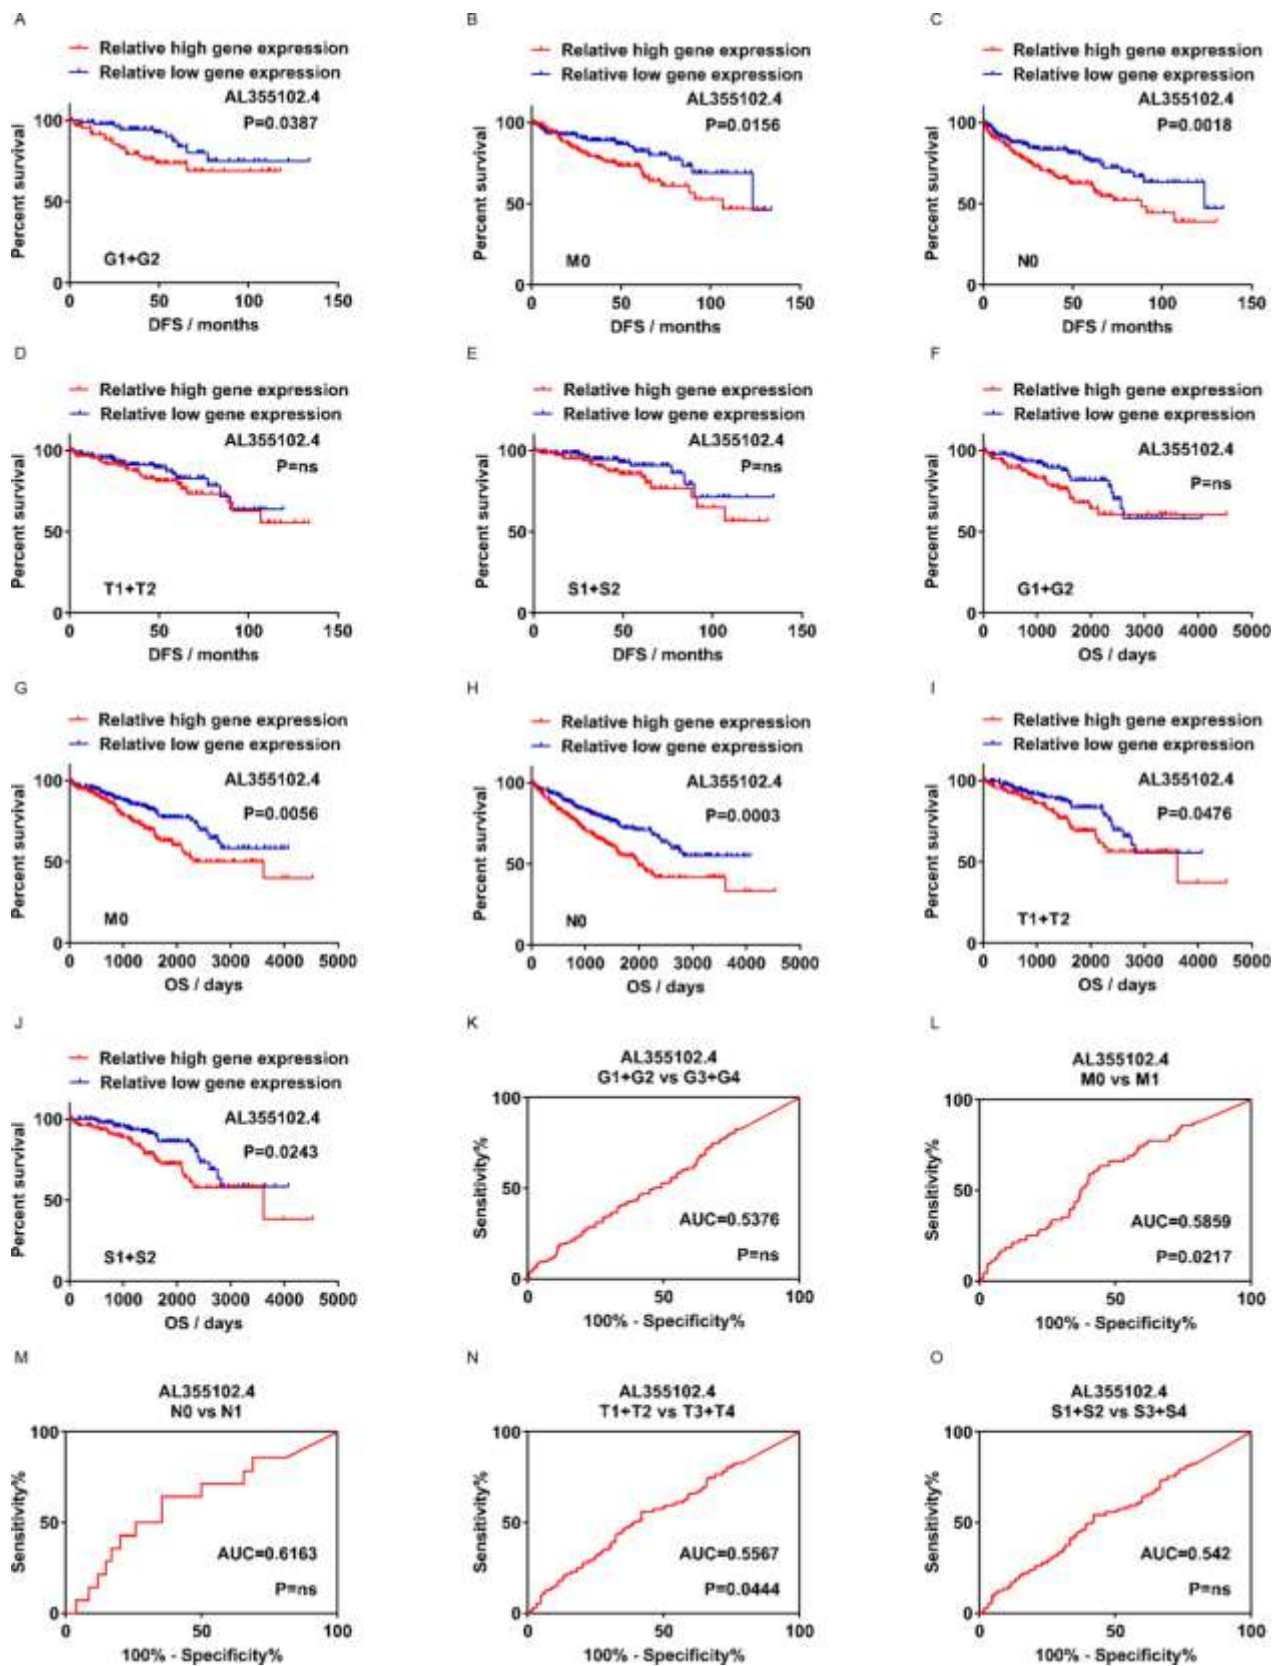 A
Relative high gene expression
Relative low gene expression
AL355102.4
P=0.0387
Percent survival
100
50
0
G1+G2
0 50 100 150
DFS / months
B
Relative high gene expression
Relative low gene expression
AL355102.4
P=0.0156
Percent survival
100
50
0
M0
0 50 100 150
DFS / months
C
Relative high gene expression
Relative low gene expression
AL355102.4
P=0.0018
Percent survival
100
50
0
N0
0 50 100 150
DFS / months
D
Relative high gene expression
Relative low gene expression
AL355102.4
P=ns
Percent survival
100
50
0
T1+T2
0 50 100 150
DFS / months
E
Relative high gene expression
Relative low gene expression
AL355102.4
P=ns
Percent survival
100
50
0
S1+S2
0 50 100 150
DFS / months
F
Relative high gene expression
Relative low gene expression
AL355102.4
P=ns
Percent survival
100
50
0
G1+G2
0 1000 2000 3000 4000 5000
OS / days
G
Relative high gene expression
Relative low gene expression
AL355102.4
P=0.0056
Percent survival
100
50
0
M0
0 1000 2000 3000 4000 5000
OS / days
H
Relative high gene expression
Relative low gene expression
AL355102.4
P=0.0003
Percent survival
100
50
0
N0
0 1000 2000 3000 4000 5000
OS / days
I
Relative high gene expression
Relative low gene expression
AL355102.4
P=0.0476
Percent survival
100
50
0
T1+T2
0 1000 2000 3000 4000 5000
OS / days
J
Relative high gene expression
Relative low gene expression
AL355102.4
P=0.0243
Percent survival
100
50
0
S1+S2
0 1000 2000 3000 4000 5000
OS / days
K
AL355102.4
G1+G2 vs G3+G4
Sensitivity%
100
50
0
AUC=0.5376
P=ns
0 50 100
100% - Specificity%
L
AL355102.4
M0 vs M1
Sensitivity%
100
50
0
AUC=0.5859
P=0.0217
0 50 100
100% - Specificity%
M
AL355102.4
N0 vs N1
Sensitivity%
100
50
0
AUC=0.6163
P=ns
0 50 100
100% - Specificity%
N
AL355102.4
T1+T2 vs T3+T4
Sensitivity%
100
50
0
AUC=0.5567
P=0.0444
0 50 100
100% - Specificity%
O
AL355102.4
S1+S2 vs S3+S4
Sensitivity%
100
50
0
AUC=0.542
P=ns
0 50 100
100% - Specificity%